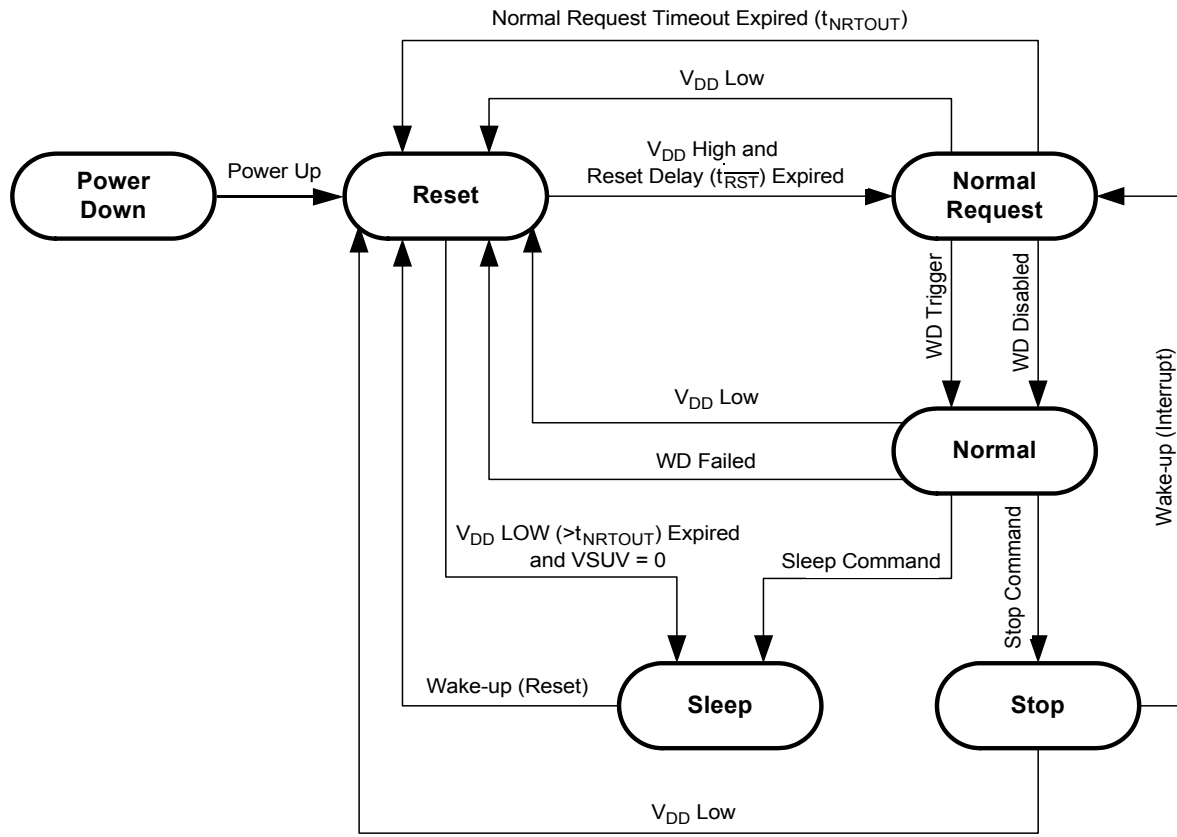 Normal Request Timeout Expired (tNRTOUT)
VDD Low
Power
Down
Power Up
Reset
VDD High and
Reset Delay (tRST) Expired
Normal
Request
WD Trigger
WD Disabled
Wake-up (Interrupt)
VDD Low
Normal
WD Failed
VDD LOW (>tNRTOUT) Expired
and VSUV = 0
Sleep Command
Stop Command
Wake-up (Reset)
Sleep
Stop
VDD Low